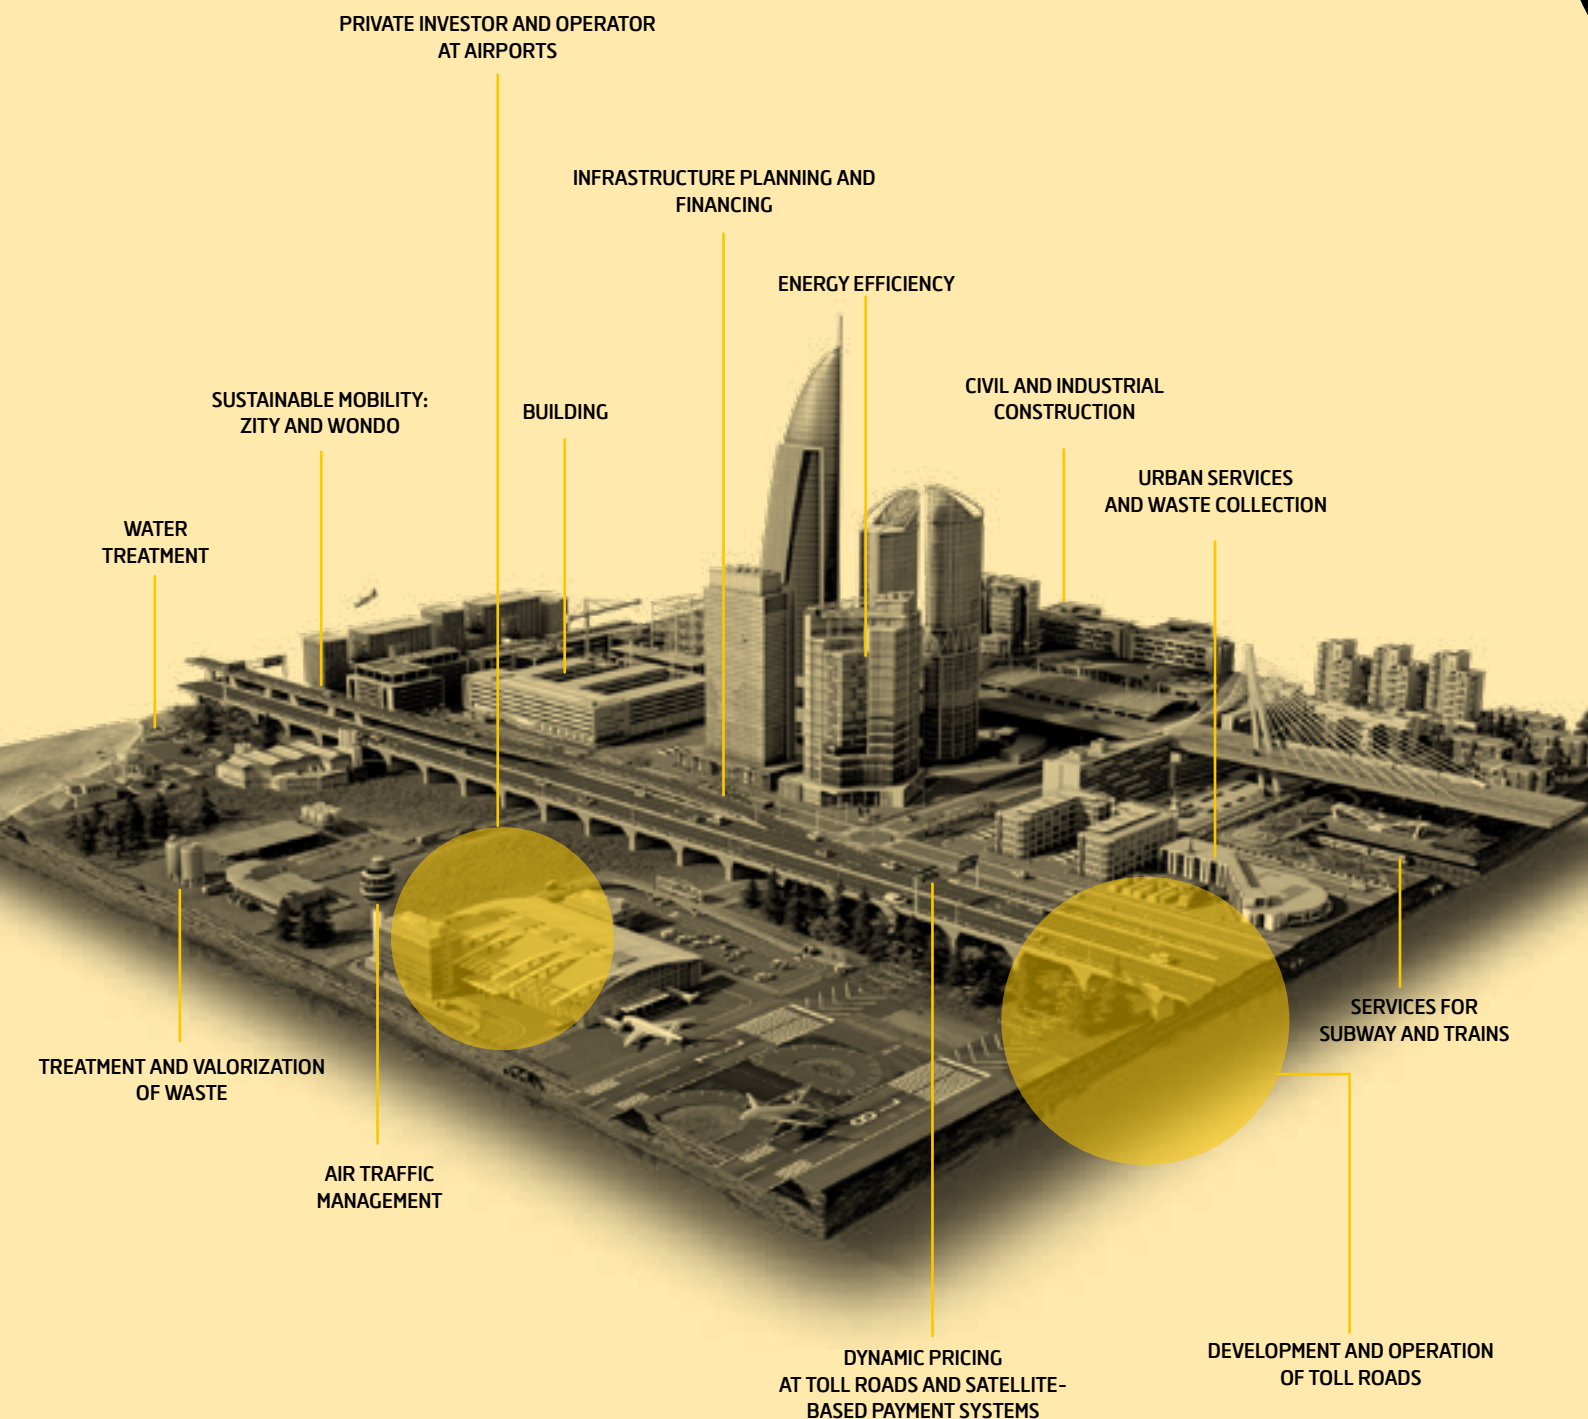 PRIVATE INVESTOR AND OPERATOR
AT AIRPORTS
INFRASTRUCTURE PLANNING AND
FINANCING
ENERGY EFFICIENCY
SUSTAINABLE MOBILITY:
ZITY AND WONDO
BUILDING
CIVIL AND INDUSTRIAL
CONSTRUCTION
URBAN SERVICES
AND WASTE COLLECTION
WATER
TREATMENT
SERVICES FOR
SUBWAY AND TRAINS
TREATMENT AND VALORIZATION
OF WASTE
AIR TRAFFIC
MANAGEMENT
DYNAMIC PRICING
AT TOLL ROADS AND SATELLITE-
BASED PAYMENT SYSTEMS
DEVELOPMENT AND OPERATION
OF TOLL ROADS